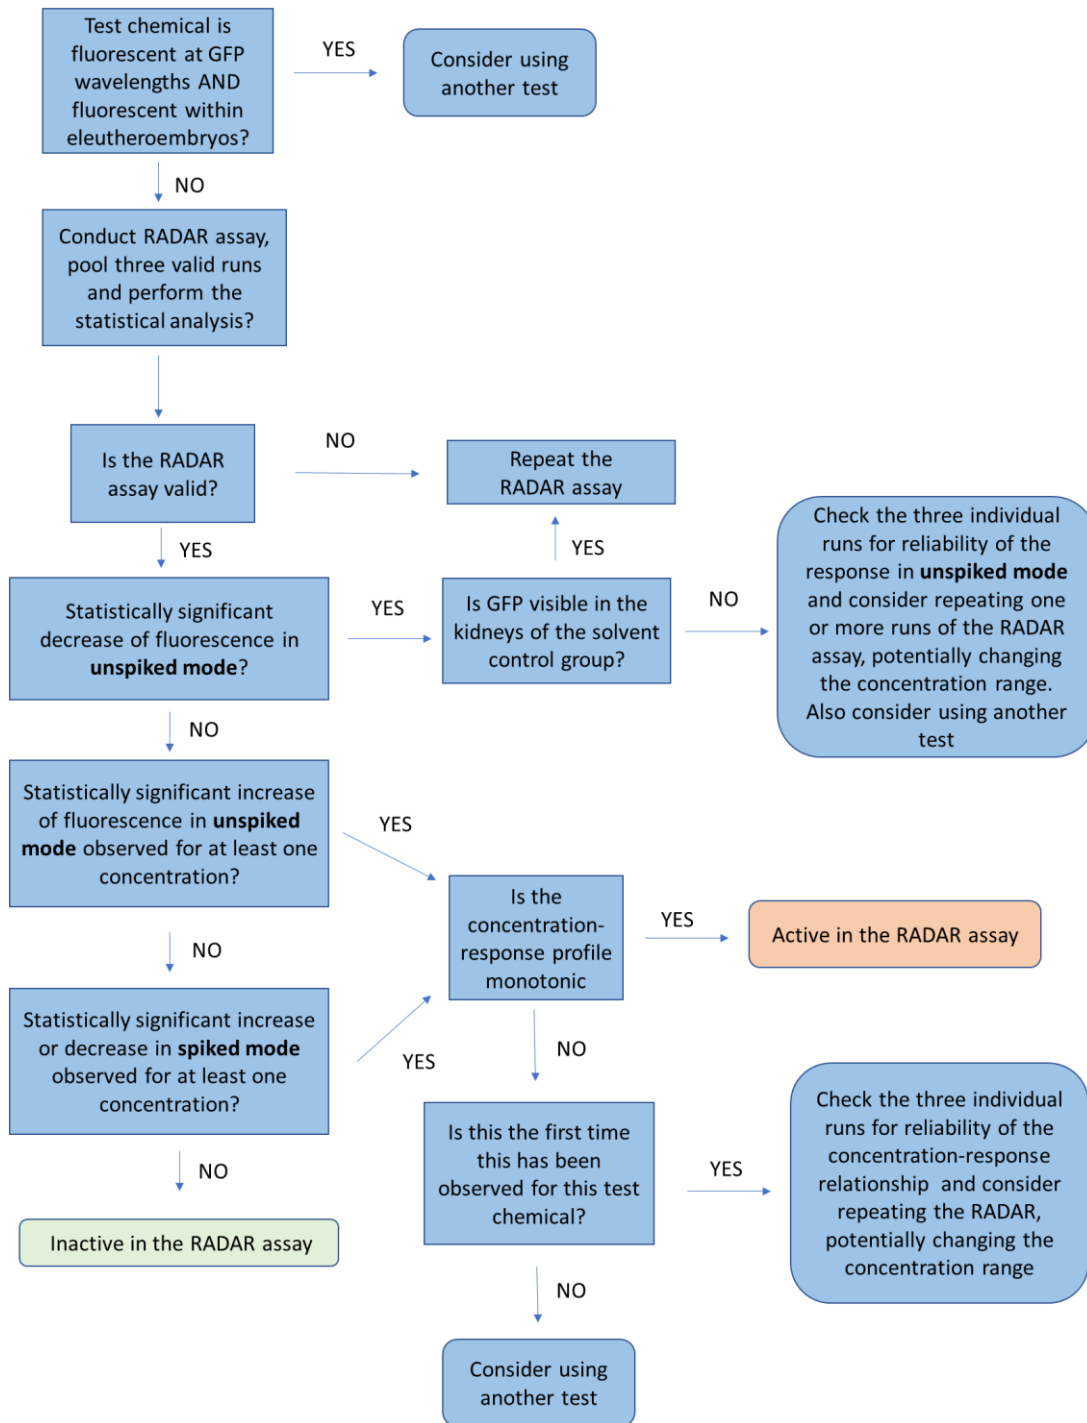 Test chemical is
fluorescent at GFP
wavelengths AND
fluorescent within
eleutheroembryos?
YES
Consider using
another test
NO
Conduct RADAR assay,
pool three valid runs
and perform the
statistical analysis?
Is the RADAR
assay valid?
NO
Repeat the
RADAR assay
YES
YES
Statistically significant
decrease of fluorescence in
unspiked mode?
YES
Is GFP visible in the
kidneys of the solvent
control group?
NO
Check the three individual
runs for reliability of the
response in unspiked mode
and consider repeating one
or more runs of the RADAR
assay, potentially changing
the concentration range.
Also consider using another
test
NO
Statistically significant increase
of fluorescence in unspiked
mode observed for at least one
concentration?
YES
Is the
concentration-
response profile
monotonic
YES
Active in the RADAR assay
NO
Statistically significant increase
or decrease in spiked mode
observed for at least one
concentration?
YES
NO
Is this the first time
this has been
observed for this test
chemical?
YES
Check the three individual
runs for reliability of the
concentration-response
relationship and consider
repeating the RADAR,
potentially changing the
concentration range
NO
Inactive in the RADAR assay
NO
Consider using
another test